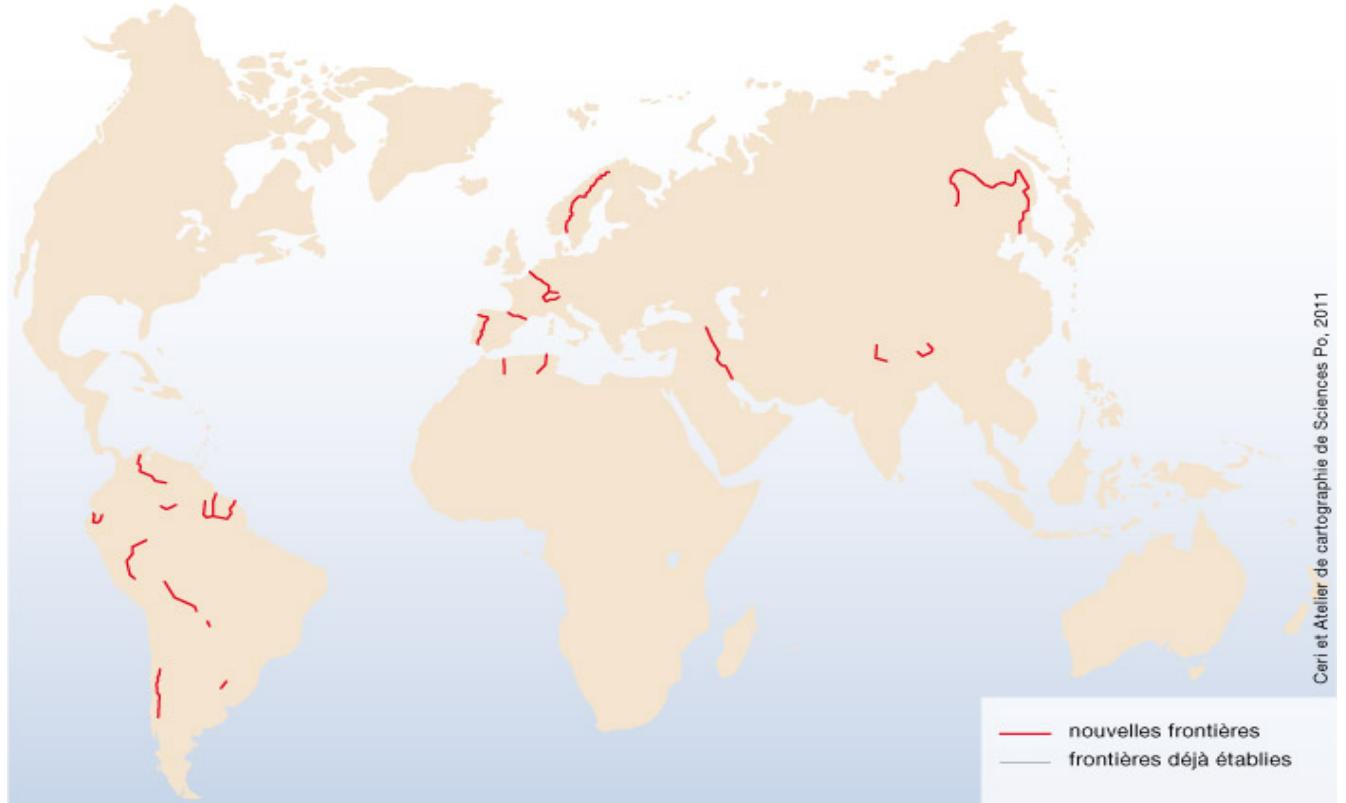 Ceri et Atelier de cartographie de Sciences Po, 2011
nouvelles frontières
frontières déjà établies